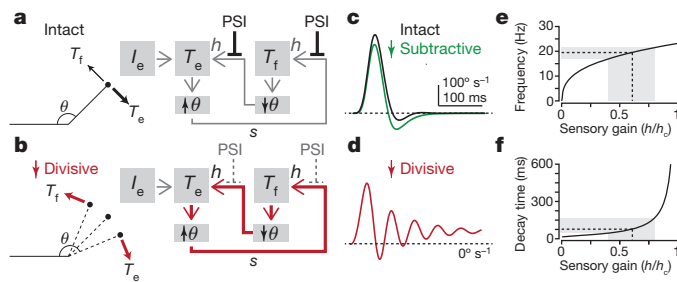 a
Intact
T_f
θ
T_e
PSI
PSI
I_e
T_e
h
T_f
h
↑θ
↓θ
s
b
↓ Divisive
T_f
θ
T_e
PSI
PSI
I_e
T_e
h
T_f
h
↑θ
↓θ
s
c
Intact
↓ Subtractive
100° s⁻¹
100 ms
d
↓ Divisive
0° s⁻¹
e
Frequency (Hz)
30
20
10
0
0
0.5
1
Sensory gain (h/h_c)
f
Decay time (ms)
600
300
0
0
0.5
1
Sensory gain (h/h_c)